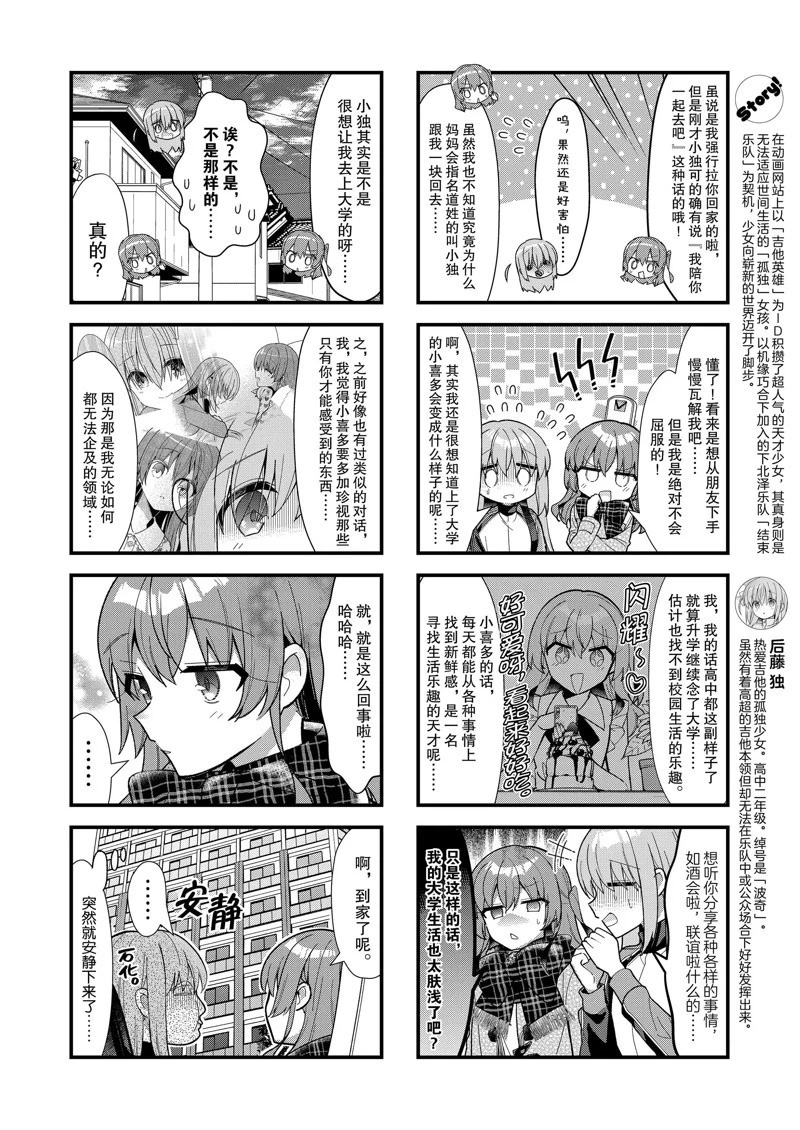 Story!
在动画网站上以「吉他英雄」为ID积攒了超人气的天才少女，其真身则是
无法适应世间生活的「孤独」女孩。以机缘巧合下加入的下北泽乐队「结束
乐队」为契机，少女向崭新的世界迈开了脚步。
后藤 独
热爱吉他的孤独少女。高中二年级。绰号是「波奇」。
虽然有着高超的吉他本领但却无法在乐队中或公众场合下好好发挥出来。
虽说是我强行拉你回家的啦，
但是刚才小独可的确有说『我陪你
一起去吧』这种话的哦！
呜，果然还是
好害怕……
虽然我也不知道究竟为什么
妈妈会指名道姓的叫小独
跟我一块回去……
懂了！看来是想从朋友下手
慢慢瓦解我吧……
但是我是绝对不会
屈服的！
啊，其实我还是很想知道上了大学
的小喜多会变成什么样子的呢……
我，我的话高中都这副样子了
就算升学继续念了大学……
估计也找不到校园生活的乐趣。
闪耀～♡
好可爱呀，看起来好好吃。
小喜多的话，
每天都能从各种事情上
找到新鲜感，是一名
寻找生活乐趣的天才呢……
想听你分享各种各样的事情，
如酒会啦，联谊啦什么的……
只是这样的话，
我的大学生活也太肤浅了吧？
小独其实是不是
很想让我去上大学的呀……
诶？不是，
不是那样的……
真的？
之，之前好像也有过类似的对话，
我，我觉得小喜多要多加珍视那些
只有你才能感受到的东西……
因为那是我无论如何
都无法企及的领域……
就，就是这么回事啦……
哈哈哈……
……
啊，到家了呢。
安静
……
石化。
突然就安静下来了……